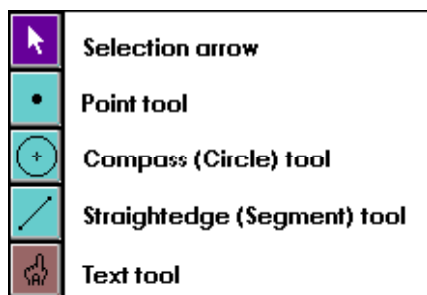 Selection arrow
Point tool
Compass (Circle) tool
Straightedge (Segment) tool
A
Text tool